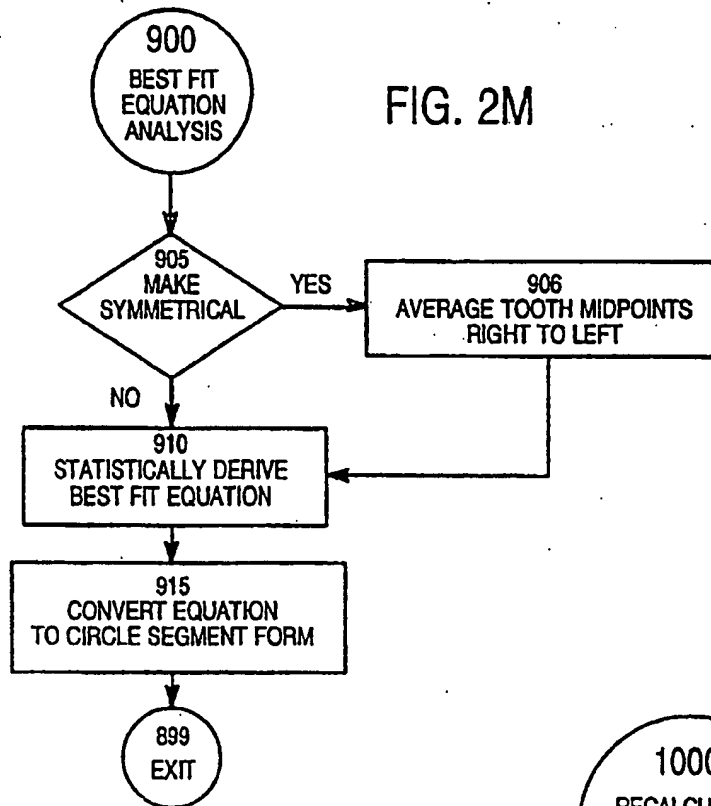 900
BEST FIT
EQUATION
ANALYSIS
FIG. 2M
905
MAKE
SYMMETRICAL
YES
906
AVERAGE TOOTH MIDPOINTS
RIGHT TO LEFT
NO
910
STATISTICALLY DERIVE
BEST FIT EQUATION
915
CONVERT EQUATION
TO CIRCLE SEGMENT FORM
899
EXIT